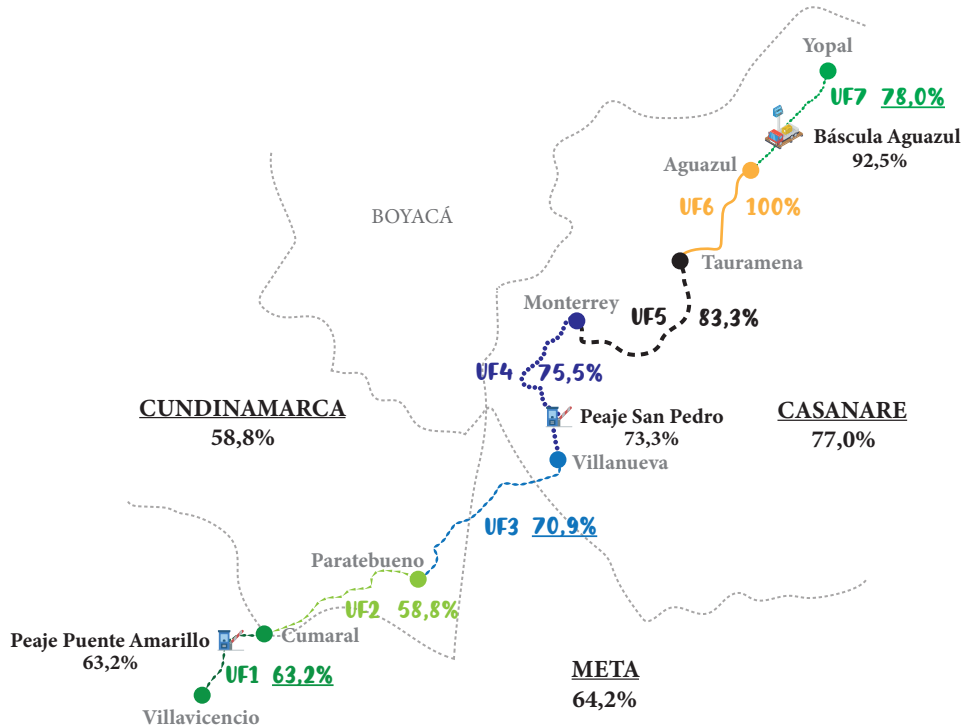 Yopal
UF7 78,0%
Báscula Aguazul
92,5%
Aguazul
UF6 100%
BOYACÁ
Tauramena
Monterrey
UF5 83,3%
UF4 75,5%
CUNDINAMARCA
58,8%
Peaje San Pedro
73,3%
CASANARE
77,0%
Villanueva
UF3 70,9%
Paratebueno
UF2 58,8%
Peaje Puente Amarillo
63,2%
Cumaral
UF1 63,2%
META
64,2%
Villavicencio